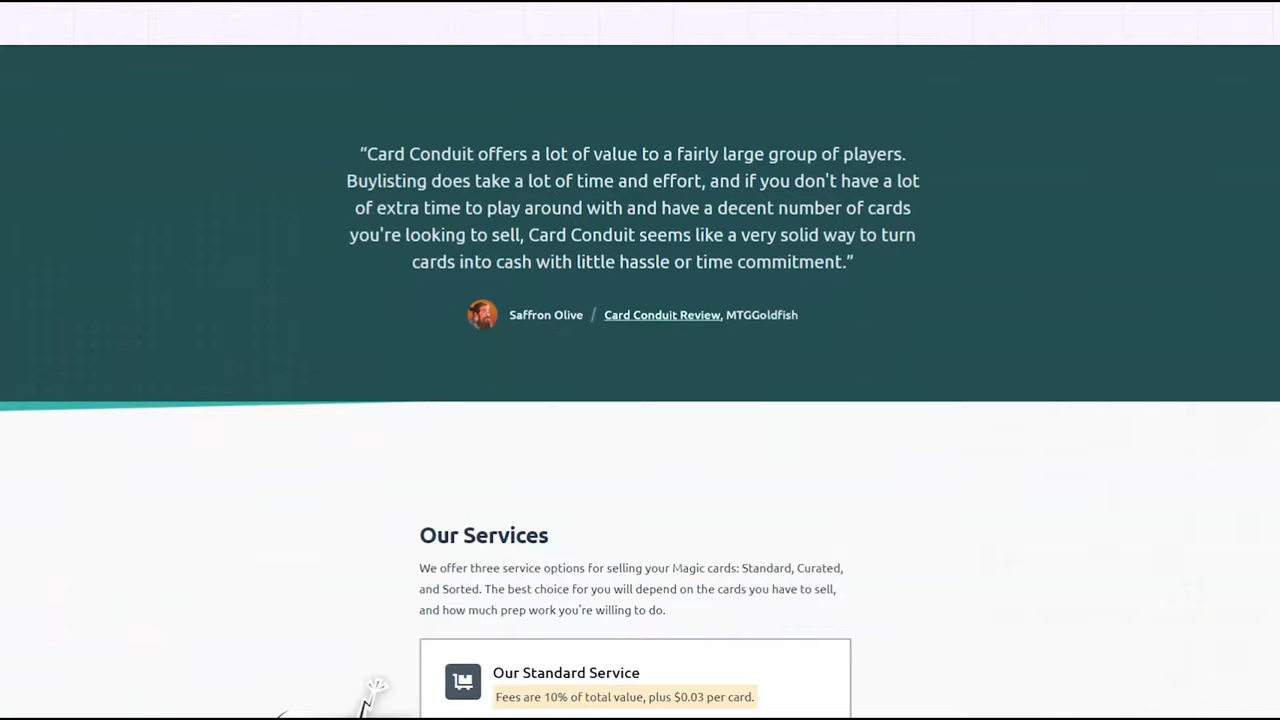 “Card Conduit offers a lot of value to a fairly large group of players.
Buylisting does take a lot of time and effort, and if you don't have a lot
of extra time to play around with and have a decent number of cards
you're looking to sell, Card Conduit seems like a very solid way to turn
cards into cash with little hassle or time commitment.”
Saffron Olive / Card Conduit Review, MTGGoldfish
Our Services
We offer three service options for selling your Magic cards: Standard, Curated,
and Sorted. The best choice for you will depend on the cards you have to sell,
and how much prep work you're willing to do.
Our Standard Service
Fees are 10% of total value, plus $0.03 per card.